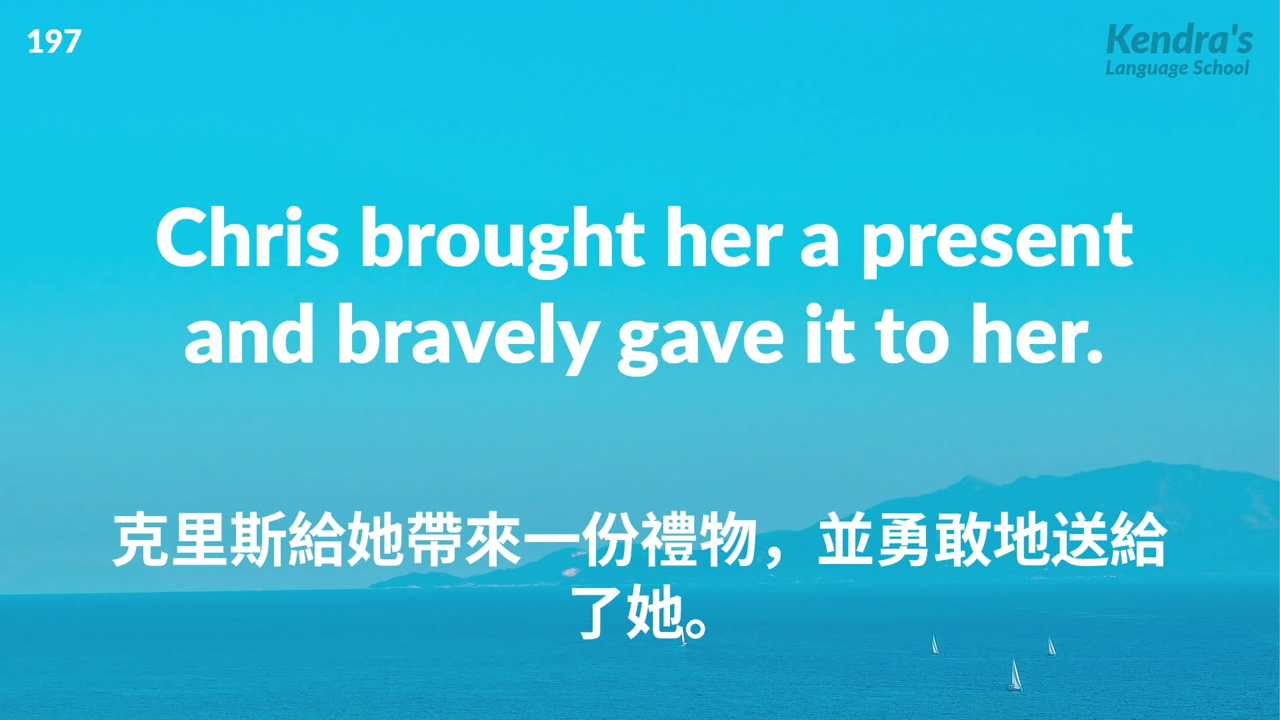 197
Kendra's
Language School
Chris brought her a present
and bravely gave it to her.
克里斯給她帶來一份禮物，並勇敢地送給
了她。